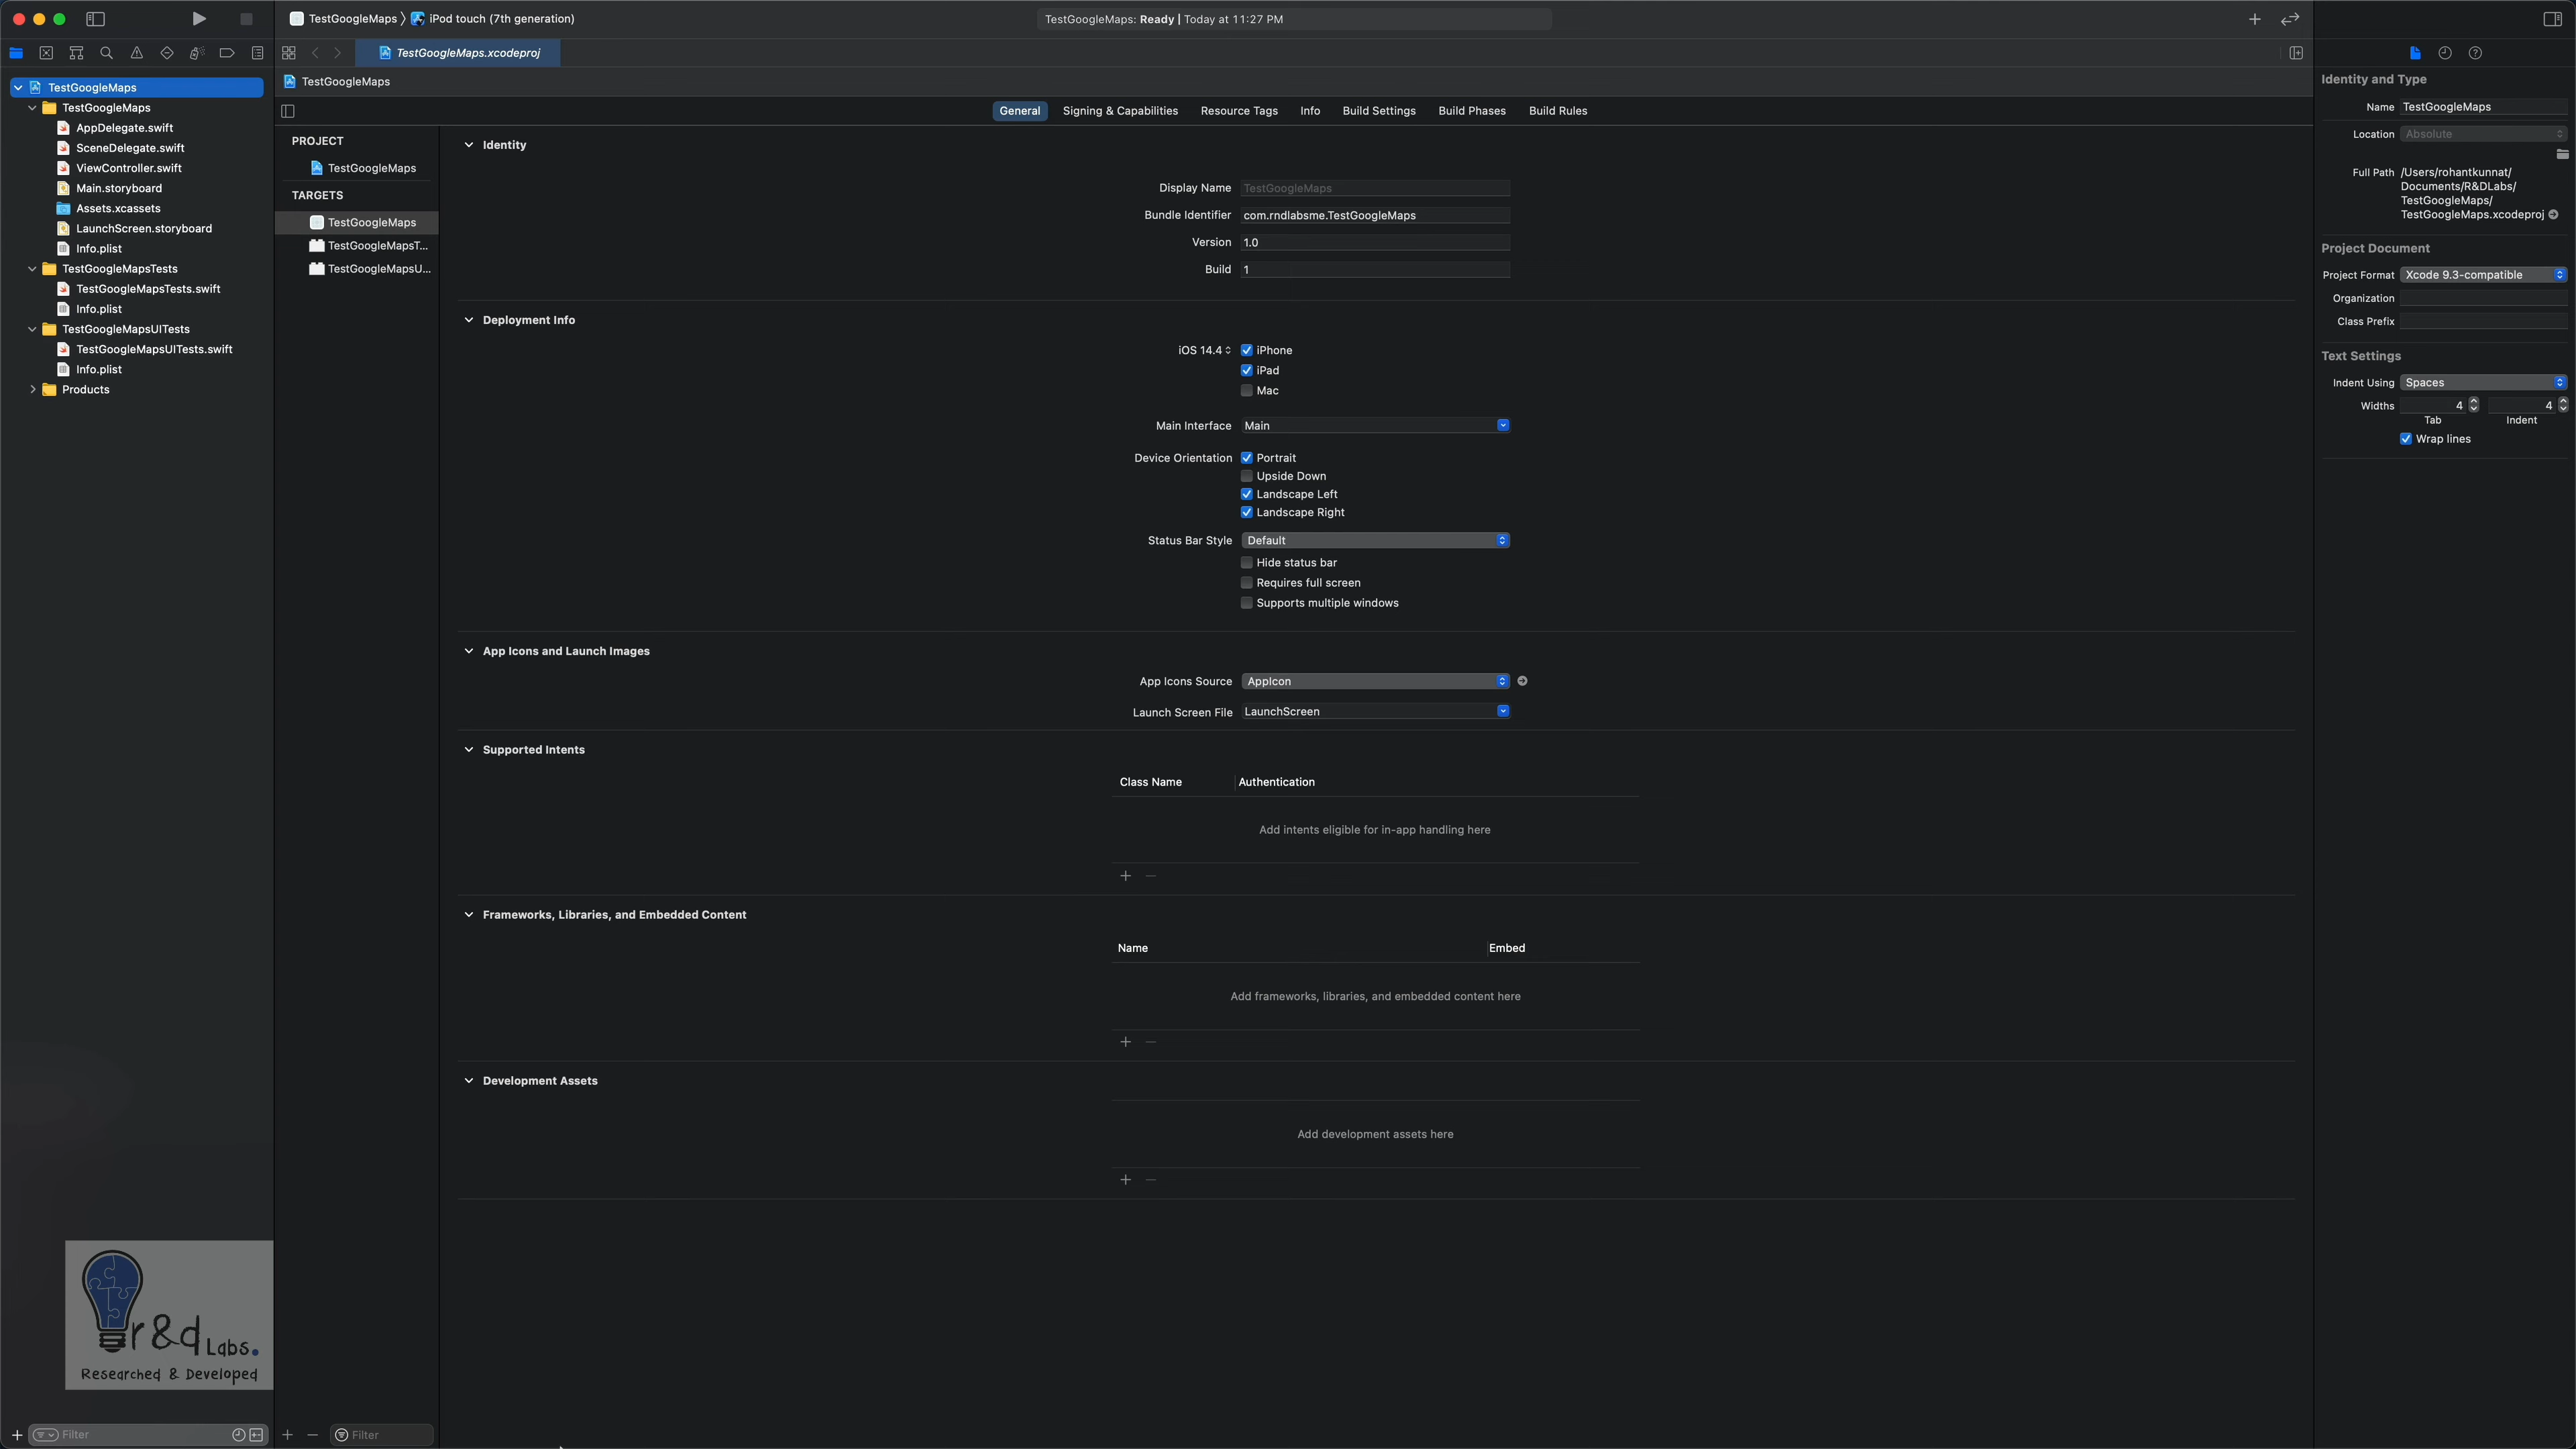 TestGoogleMaps
iPod touch (7th generation)
TestGoogleMaps: Ready | Today at 11:27 PM
TestGoogleMaps.xcodeproj
TestGoogleMaps
TestGoogleMaps
TestGoogleMaps
AppDelegate.swift
SceneDelegate.swift
ViewController.swift
Main.storyboard
Assets.xcassets
LaunchScreen.storyboard
Info.plist
TestGoogleMapsTests
TestGoogleMapsTests.swift
Info.plist
TestGoogleMapsUITests
TestGoogleMapsUITests.swift
Info.plist
Products
r&d Labs.
Researched & Developed
Filter
General Signing & Capabilities Resource Tags Info Build Settings Build Phases Build Rules
PROJECT
TestGoogleMaps
TARGETS
TestGoogleMaps
TestGoogleMapsT...
TestGoogleMapsU...
Filter
Identity
Display Name TestGoogleMaps
Bundle Identifier com.rndlabsme.TestGoogleMaps
Version 1.0
Build 1
Deployment Info
iOS 14.4 iPhone
iPad
Mac
Main Interface Main
Device Orientation Portrait
Upside Down
Landscape Left
Landscape Right
Status Bar Style Default
Hide status bar
Requires full screen
Supports multiple windows
App Icons and Launch Images
App Icons Source AppIcon
Launch Screen File LaunchScreen
Supported Intents
Class Name Authentication
Add intents eligible for in-app handling here
Frameworks, Libraries, and Embedded Content
Name Embed
Add frameworks, libraries, and embedded content here
Development Assets
Add development assets here
Identity and Type
Name TestGoogleMaps
Location Absolute
Full Path /Users/rohantkunnat/
Documents/R&DLabs/
TestGoogleMaps/
TestGoogleMaps.xcodeproj
Project Document
Project Format Xcode 9.3-compatible
Organization
Class Prefix
Text Settings
Indent Using Spaces
Widths 4 4
Tab Indent
Wrap lines